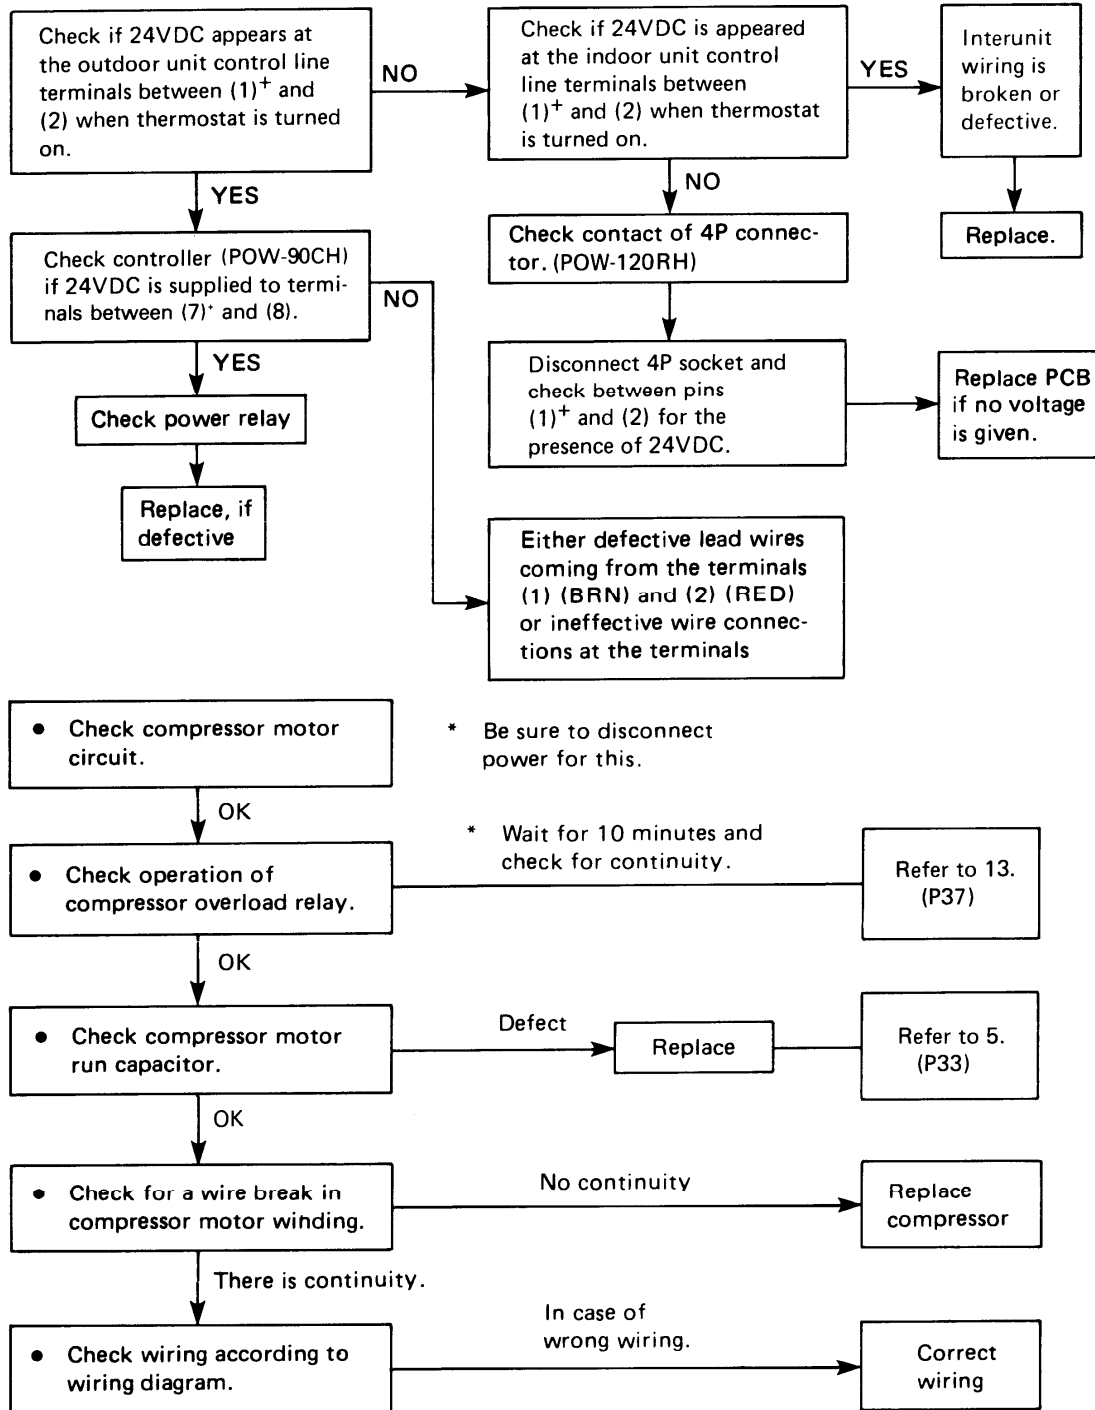 Check if 24VDC appears at
the outdoor unit control line
terminals between (1)+ and
(2) when thermostat is turned
on.
NO
Check if 24VDC is appeared
at the indoor unit control
line terminals between
(1)+ and (2) when thermostat
is turned on.
YES
Interunit
wiring is
broken or
defective.
YES
NO
Replace.
Check controller (POW-90CH)
if 24VDC is supplied to termi-
nals between (7)+ and (8).
NO
Check contact of 4P connec-
tor. (POW-120RH)
YES
Disconnect 4P socket and
check between pins
(1)+ and (2) for the
presence of 24VDC.
Replace PCB
if no voltage
is given.
Check power relay
Replace, if
defective
Either defective lead wires
coming from the terminals
(1) (BRN) and (2) (RED)
or ineffective wire connec-
tions at the terminals
• Check compressor motor
circuit.
* Be sure to disconnect
power for this.
OK
* Wait for 10 minutes and
check for continuity.
• Check operation of
compressor overload relay.
Refer to 13.
(P37)
OK
• Check compressor motor
run capacitor.
Defect
Replace
Refer to 5.
(P33)
OK
• Check for a wire break in
compressor motor winding.
No continuity
Replace
compressor
There is continuity.
• Check wiring according to
wiring diagram.
In case of
wrong wiring.
Correct
wiring